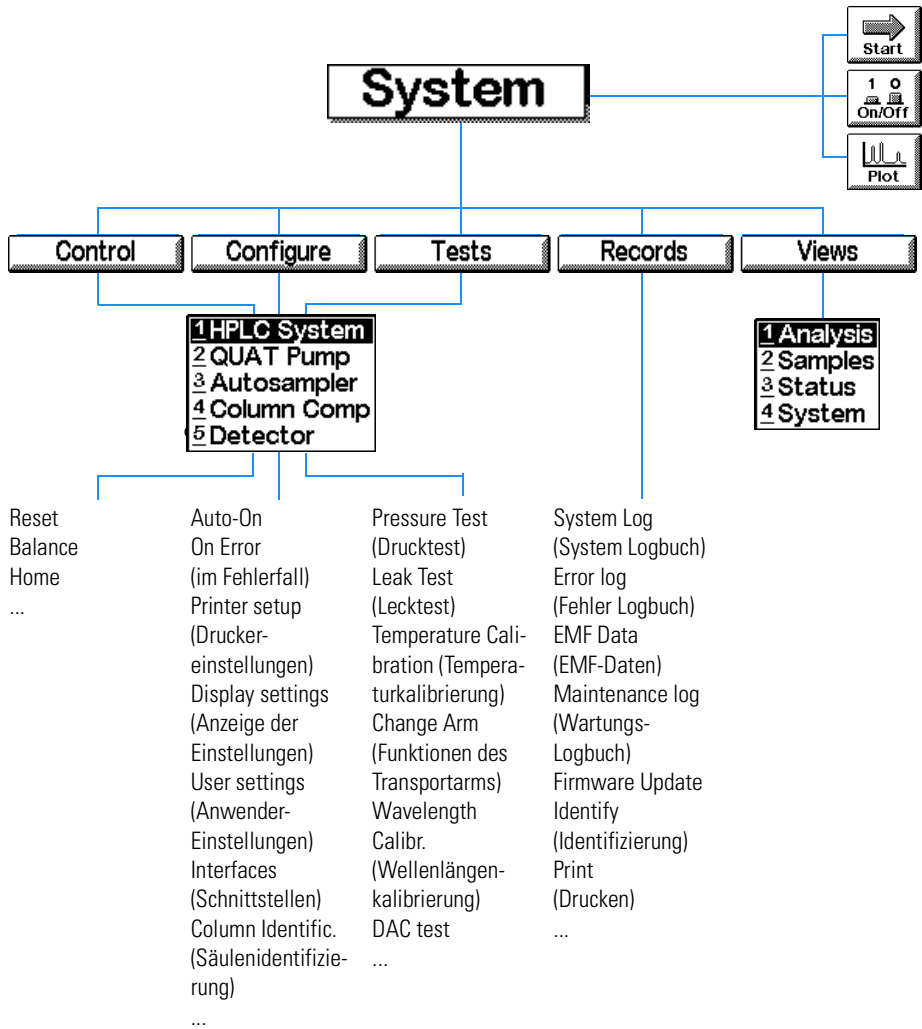 Start
System
1 0
On/Off
Plot
Control
Configure
Tests
Records
Views
1 HPLC System
2 QUAT Pump
3 Autosampler
4 Column Comp
5 Detector
1 Analysis
2 Samples
3 Status
4 System
Reset
Balance
Home
...
Auto-On
On Error
(im Fehlerfall)
Printer setup
(Drucker-
einstellungen)
Display settings
(Anzeige der
Einstellungen)
User settings
(Anwender-
Einstellungen)
Interfaces
(Schnittstellen)
Column Identific.
(Säulenidentifizie-
rung)
...
Pressure Test
(Drucktest)
Leak Test
(Lecktest)
Temperature Cali-
bration (Tempera-
turkalibrierung)
Change Arm
(Funktionen des
Transportarms)
Wavelength
Calibr.
(Wellenlängen-
kalibrierung)
DAC test
...
System Log
(System Logbuch)
Error log
(Fehler Logbuch)
EMF Data
(EMF-Daten)
Maintenance log
(Wartungs-
Logbuch)
Firmware Update
Identify
(Identifizierung)
Print
(Drucken)
...